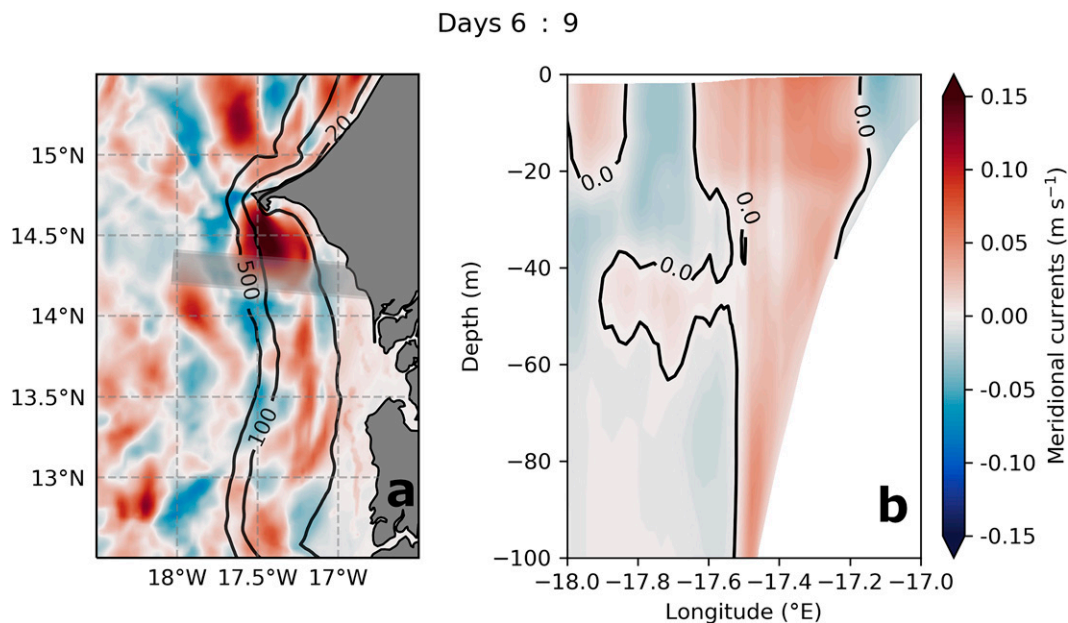 Days 6 : 9
15°N
14.5°N
14°N
13.5°N
13°N
18°W
17.5°W
17°W
20
500
100
a
0
−20
−40
−60
−80
−100
Depth (m)
−18.0
−17.8
−17.6
−17.4
−17.2
−17.0
Longitude (°E)
0.0
0.0
0.0
0.0
b
0.15
0.10
0.05
0.00
-0.05
-0.10
-0.15
Meridional currents (m s⁻¹)